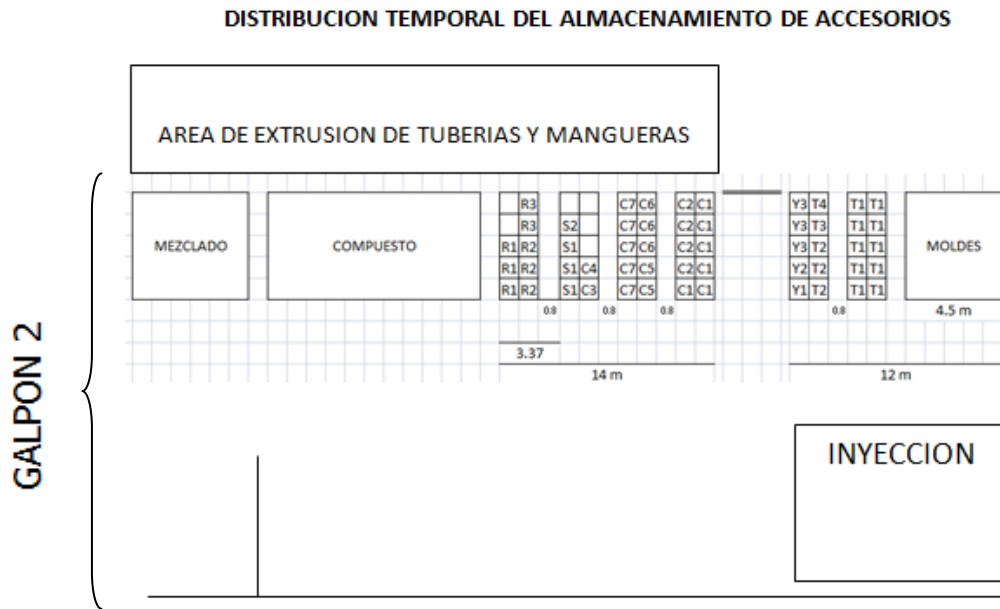 DISTRIBUCION TEMPORAL DEL ALMACENAMIENTO DE ACCESORIOS
AREA DE EXTRUSION DE TUBERIAS Y MANGUERAS
GALPON 2
MEZCLADO
COMPUESTO
R3 C7 C6 C2 C1 Y3 T4 T1 T1
R3 S2 C7 C6 C2 C1 Y3 T3 T1 T1
R1 R2 S1 C7 C6 C2 C1 Y3 T2 T1 T1
R1 R2 S1 C4 C7 C5 C2 C1 Y2 T2 T1 T1
R1 R2 S1 C3 C7 C5 C1 C1 Y1 T2 T1 T1
MOLDES
0.8 0.8 0.8 0.8 4.5 m
3.37
14 m 12 m
INYECCION